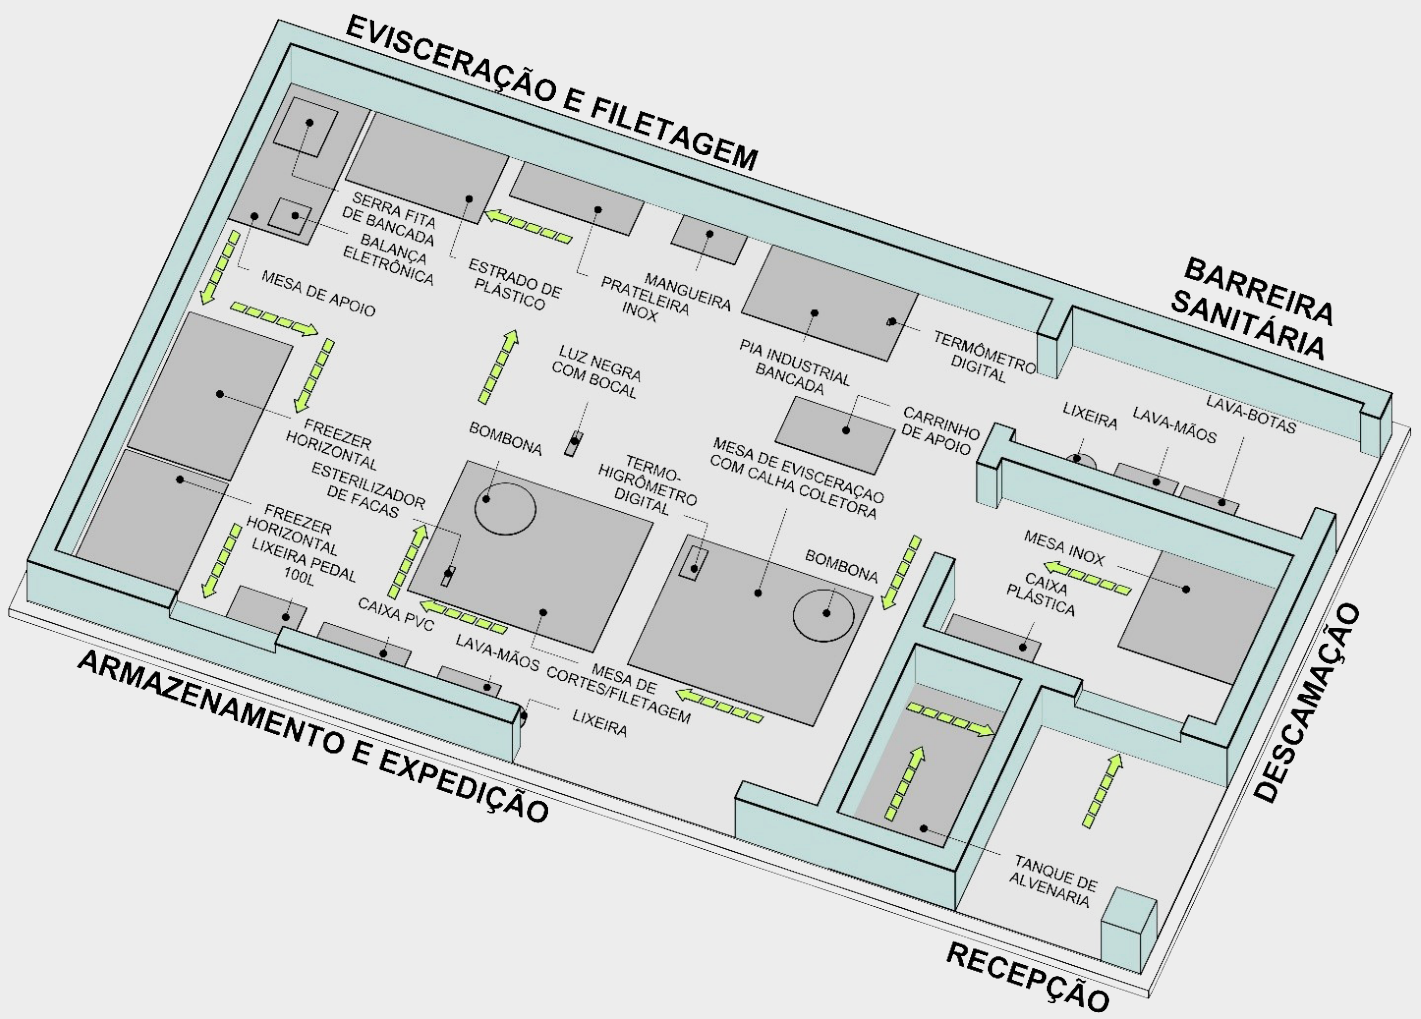 EVISCERAÇÃO E FILETAGEM
BARREIRA
SANITÁRIA
SERRA FITA
DE BANCADA
BALANÇA
ELETRÔNICA
MESA DE APOIO
ESTRADO DE
PLÁSTICO
PRATELEIRA
INOX
MANGUEIRA
PIA INDUSTRIAL
BANCADA
TERMÔMETRO
DIGITAL
LUZ NEGRA
COM BOCAL
CARRINHO
DE APOIO
LIXEIRA
LAVA-MÃOS
LAVA-BOTAS
FREEZER
HORIZONTAL
ESTERILIZADOR
DE FACAS
BOMBONA
TERMO-
HIGRÔMETRO
DIGITAL
MESA DE EVISCERAÇAO
COM CALHA COLETORA
BOMBONA
MESA INOX
CAIXA
PLÁSTICA
FREEZER
HORIZONTAL
LIXEIRA PEDAL
100L
CAIXA PVC
LAVA-MÃOS
MESA DE
CORTES/FILETAGEM
LIXEIRA
TANQUE DE
ALVENARIA
ARMAZENAMENTO E EXPEDIÇÃO
DESCAMAÇÃO
RECEPÇÃO